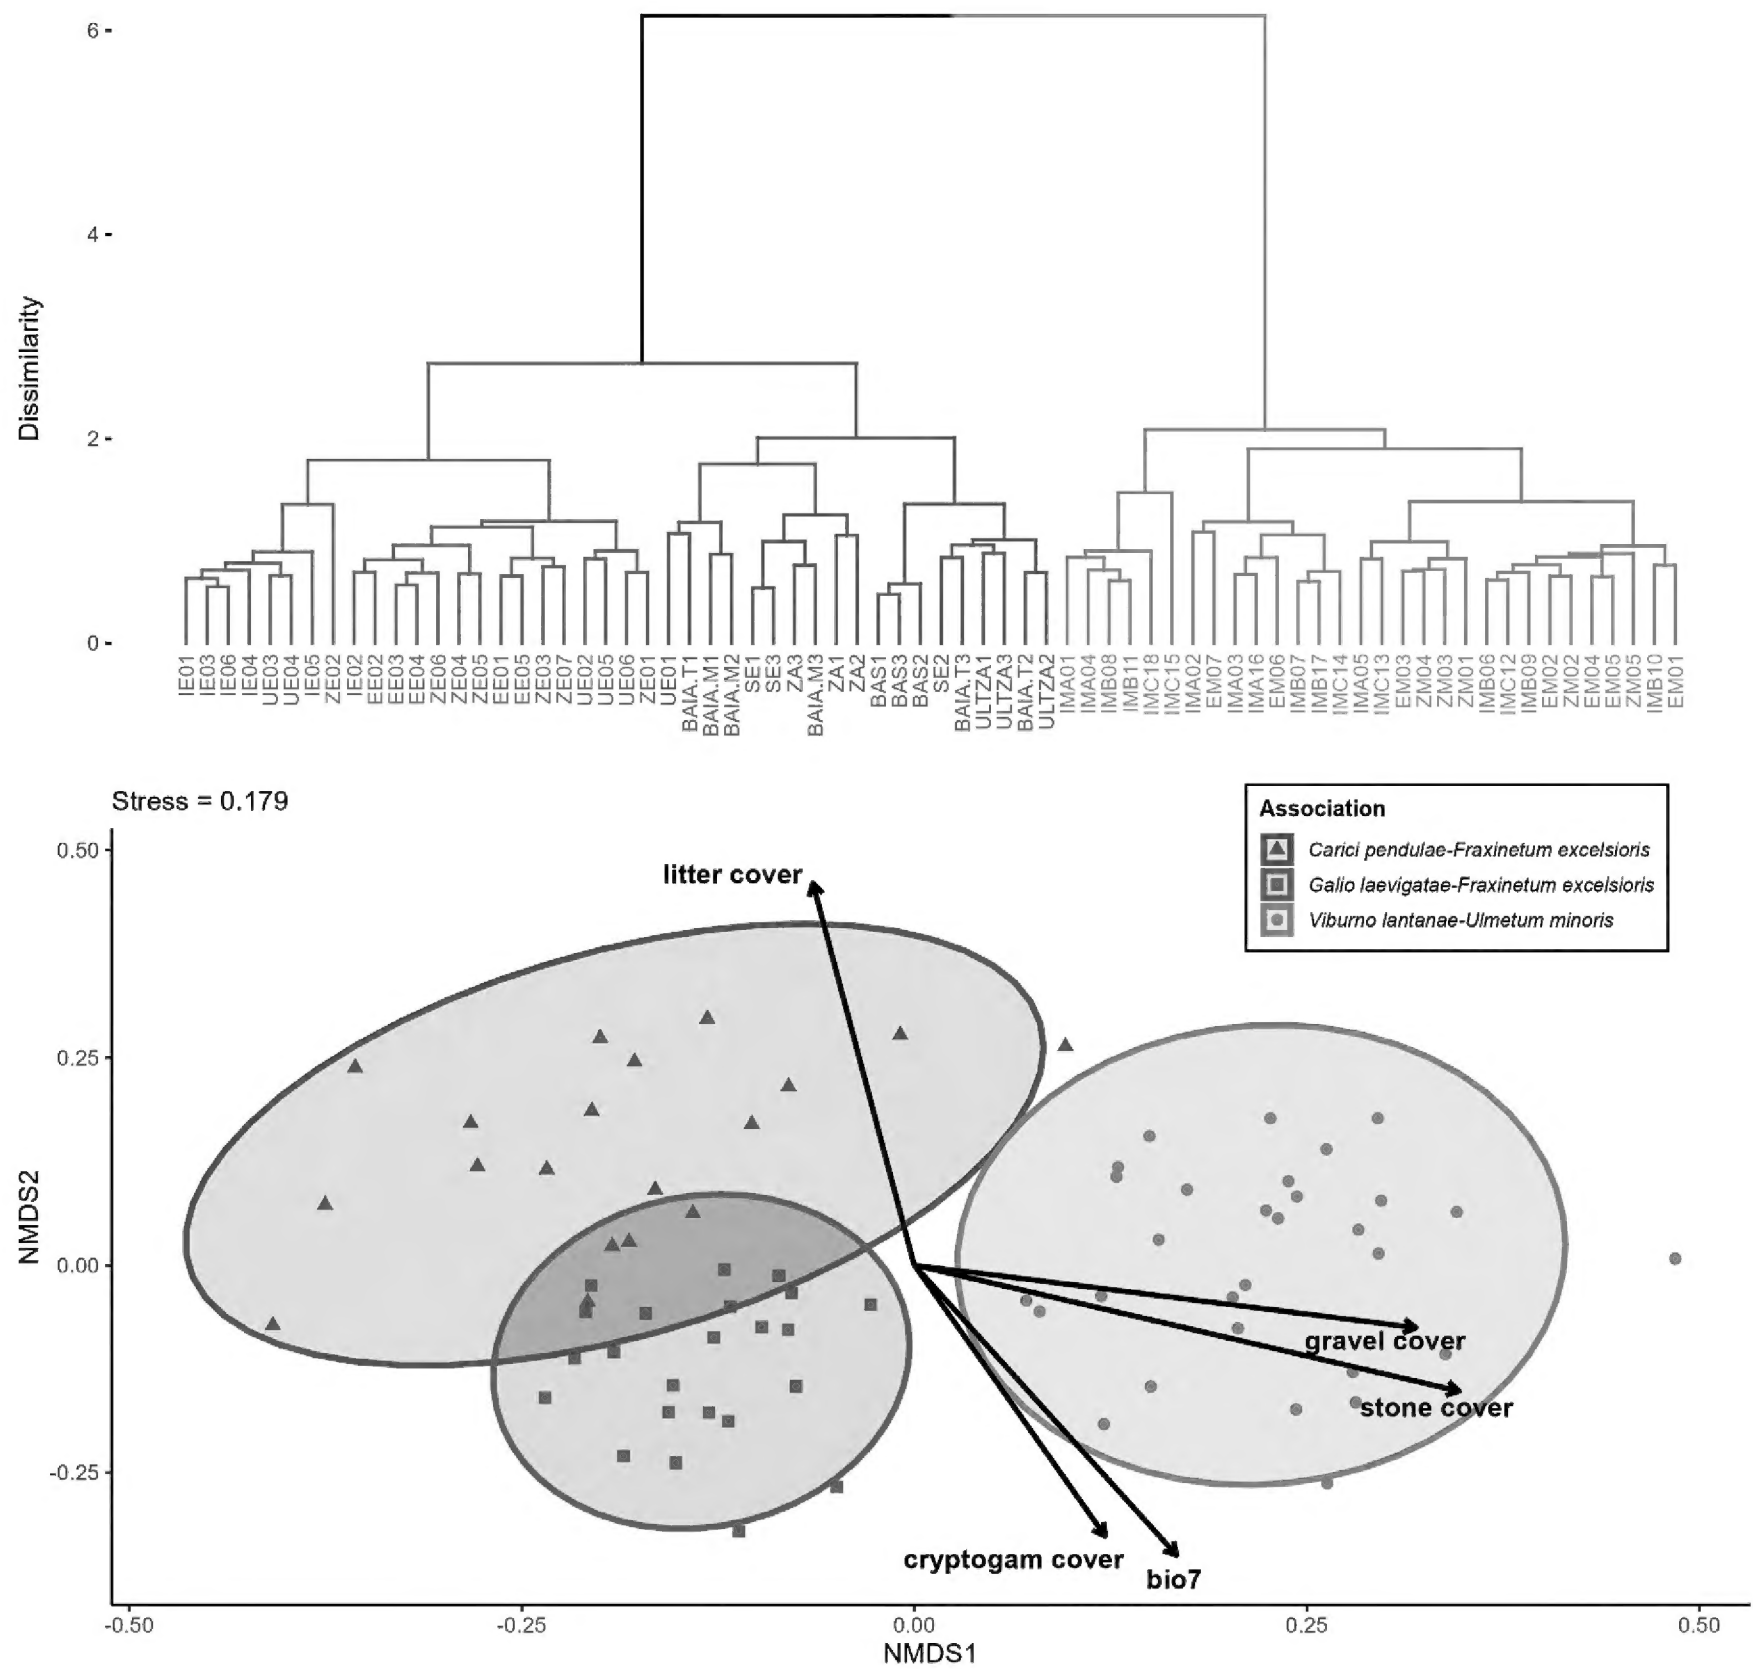 6
4
2
0
Dissimilarity
IE01
IE03
IE06
IE04
UE03
UE04
IE05
ZE02
IE02
EE02
EE03
EE04
ZE06
ZE04
ZE05
EE01
EE05
ZE03
ZE07
UE02
UE05
UE06
ZE01
UE01
BAIA.T1
BAIA.M1
BAIA.M2
SE1
SE3
ZA3
BAIA.M3
ZA1
ZA2
BAS1
BAS3
BAS2
SE2
BAIA.T3
ULTZA1
ULTZA3
BAIA.T2
ULTZA2
IMA01
IMA04
IMB08
IMB11
IMC18
IMC15
IMA02
EM07
IMA03
IMA16
EM06
IMB07
IMB17
IMC14
IMA05
IMC13
EM03
ZM04
ZM03
ZM01
IMB06
IMC12
IMB09
EM02
ZM02
EM04
EM05
ZM05
IMB10
EM01
Stress = 0.179
Association
Carici pendulae-Fraxinetum excelsioris
Galio laevigatae-Fraxinetum excelsioris
Viburno lantanae-Ulmetum minoris
0.50
0.25
0.00
-0.25
NMDS2
litter cover
gravel cover
stone cover
cryptogam cover
bio7
-0.50
-0.25
0.00
0.25
0.50
NMDS1